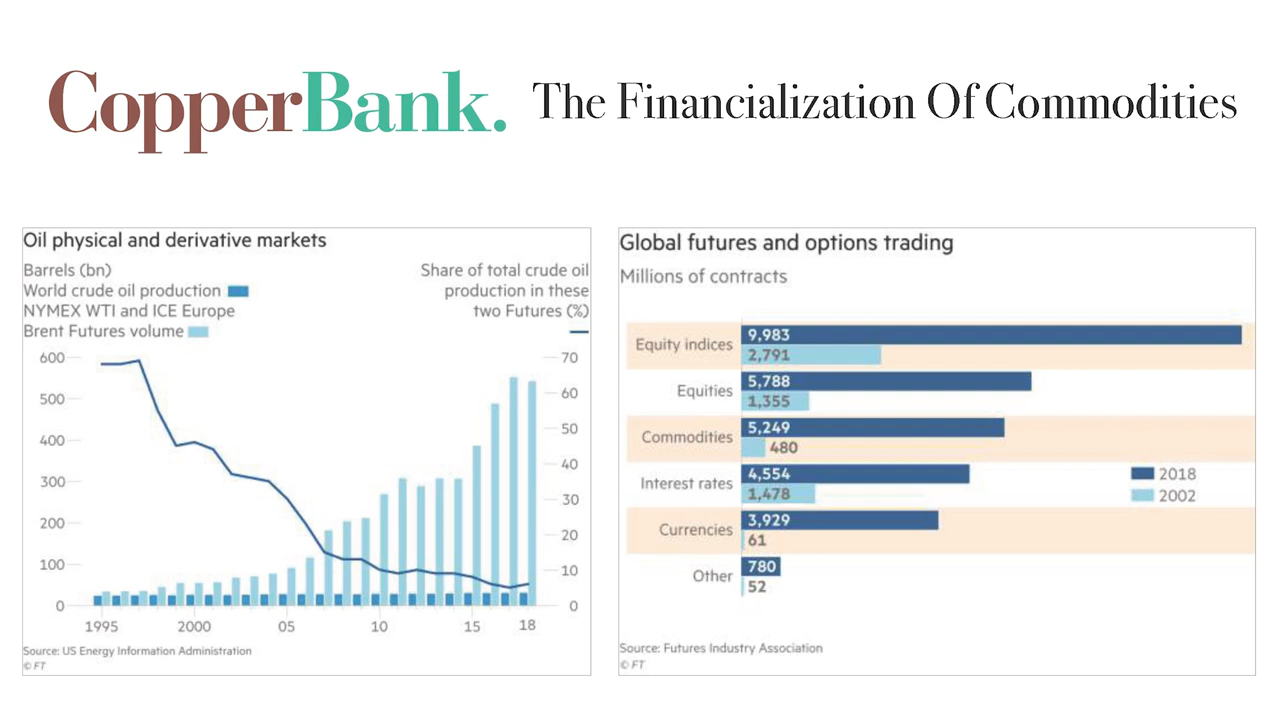 CopperBank.
The Financialization Of Commodities
Oil physical and derivative markets
Barrels (bn)
World crude oil production
NYMEX WTI and ICE Europe
Brent Futures volume
Share of total crude oil
production in these
two Futures (%)
600
500
400
300
200
100
0
70
60
50
40
30
20
10
0
1995
2000
05
10
15
18
Source: US Energy Information Administration
© FT
Global futures and options trading
Millions of contracts
Equity indices
9,983
2,791
Equities
5,788
1,355
Commodities
5,249
480
Interest rates
4,554
1,478
Currencies
3,929
61
Other
780
52
2018
2002
Source: Futures Industry Association
© FT